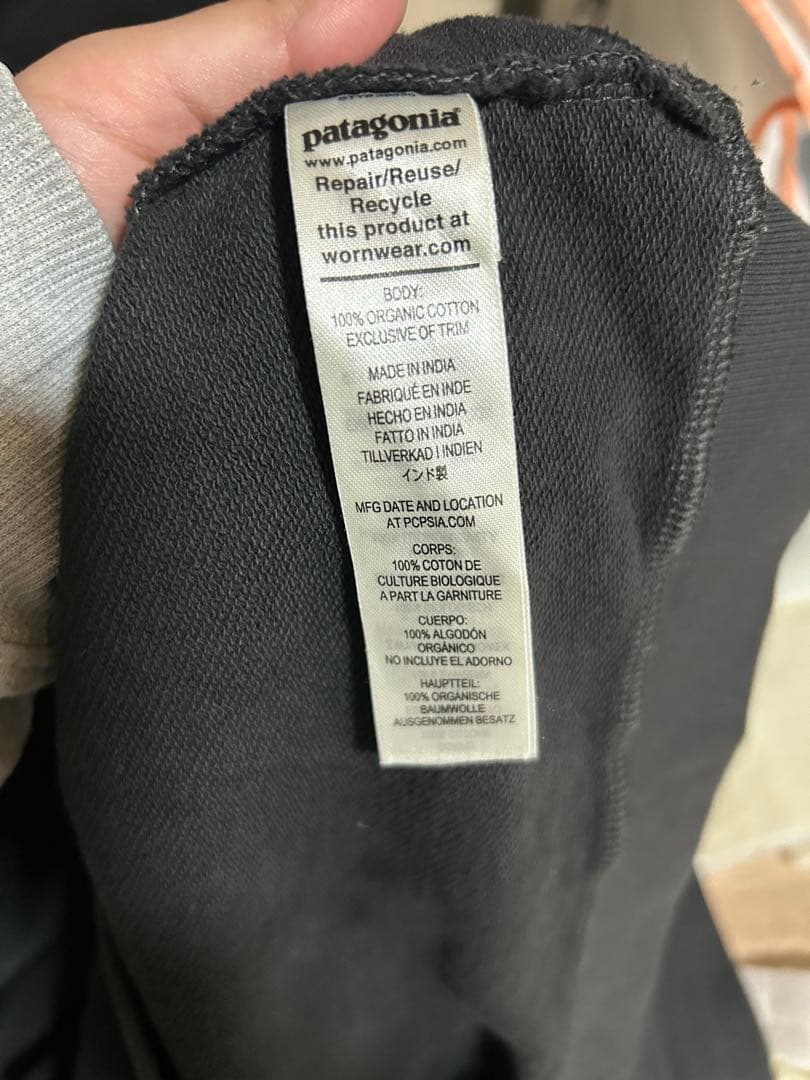 patagonia®
www.patagonia.com
Repair/Reuse/
Recycle
this product at
wornwear.com
BODY:
100% ORGANIC COTTON
EXCLUSIVE OF TRIM
MADE IN INDIA
FABRIQUÉ EN INDE
HECHO EN INDIA
FATTO IN INDIA
TILLVERKAD I INDIEN
インド製
MFG DATE AND LOCATION
AT PCPSIA.COM
CORPS:
100% COTON DE
CULTURE BIOLOGIQUE
A PART LA GARNITURE
CUERPO:
100% ALGODÓN
ORGÁNICO
NO INCLUYE EL ADORNO
HAUPTTEIL:
100% ORGANISCHE
BAUMWOLLE
AUSGENOMMEN BESATZ